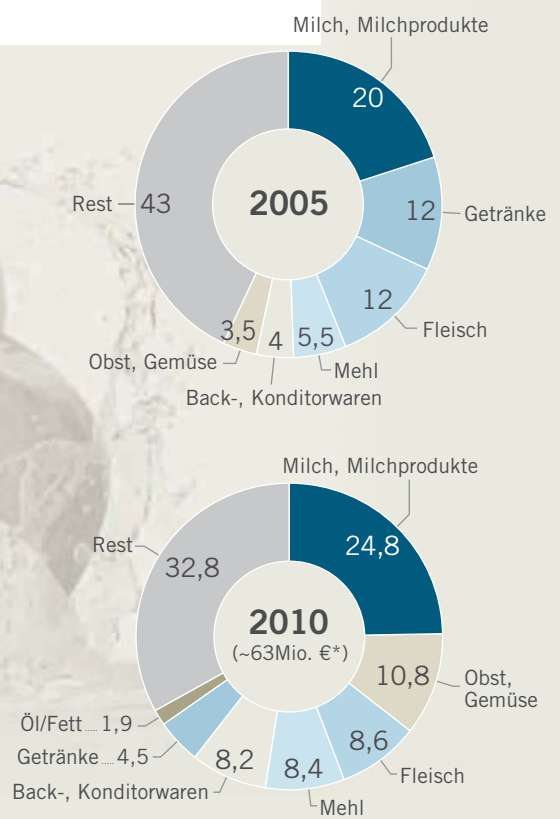 Milch, Milchprodukte
20
Rest
43
2005
12
Getränke
12
Fleisch
3,5
4
5,5
Obst, Gemüse
Mehl
Back-, Konditorwaren
Milch, Milchprodukte
Rest
24,8
32,8
2010
(~63Mio. €*)
10,8
Obst,
Gemüse
Öl/Fett 1,9
8,6
Getränke 4,5
8,2
8,4
Fleisch
Back-, Konditorwaren
Mehl